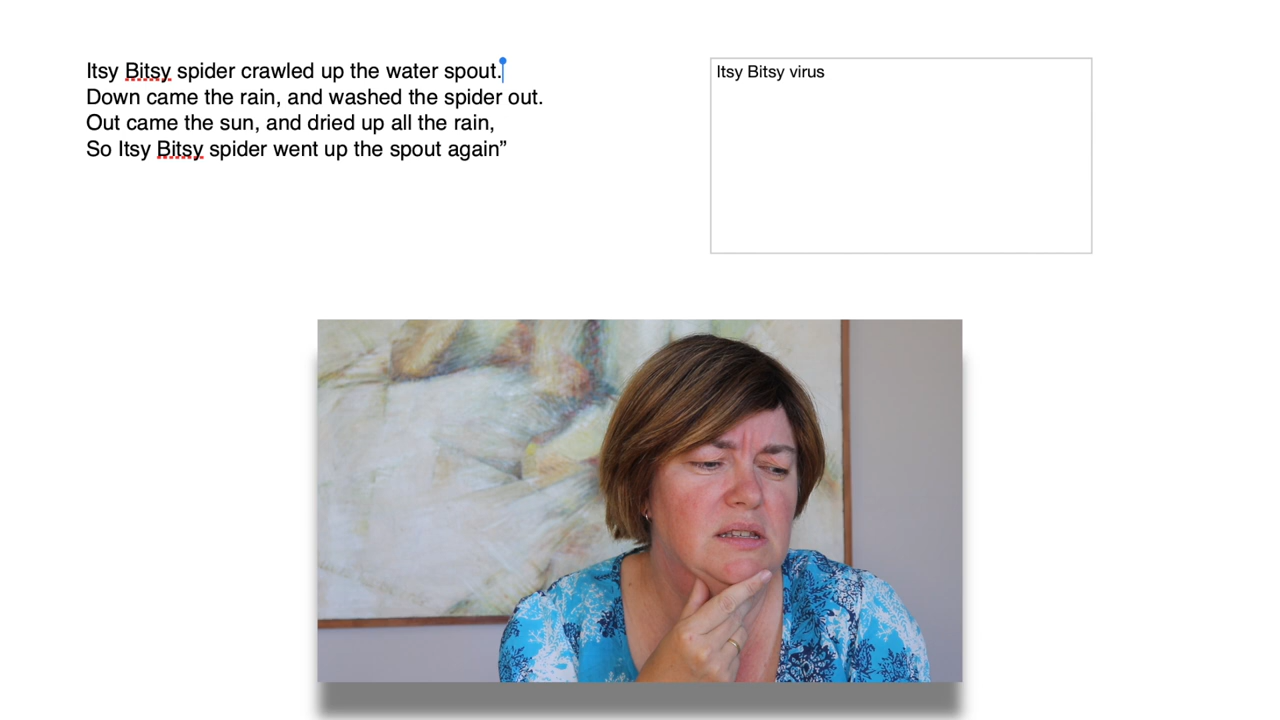 Itsy Bitsy spider crawled up the water spout.
Down came the rain, and washed the spider out.
Out came the sun, and dried up all the rain,
So Itsy Bitsy spider went up the spout again”
Itsy Bitsy virus